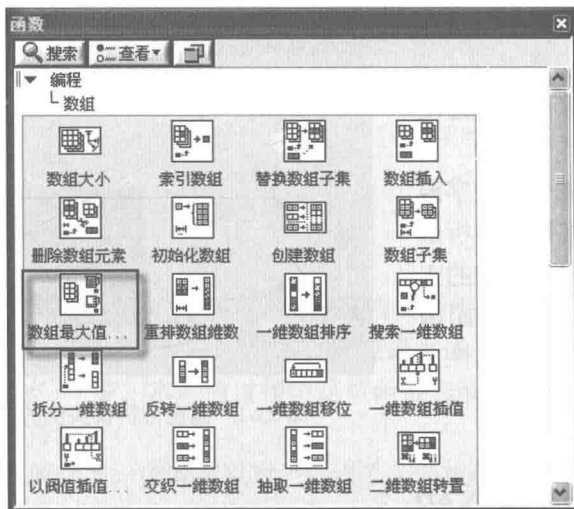 函数
搜索 查看
编程
数组
数组大小 索引数组 替换数组子集 数组插入
删除数组元素 初始化数组 创建数组 数组子集
数组最大值... 重排数组维数 一维数组排序 搜索一维数组
拆分一维数组 反转一维数组 一维数组移位 一维数组插值
以阈值插值... 交织一维数组 抽取一维数组 二维数组转置